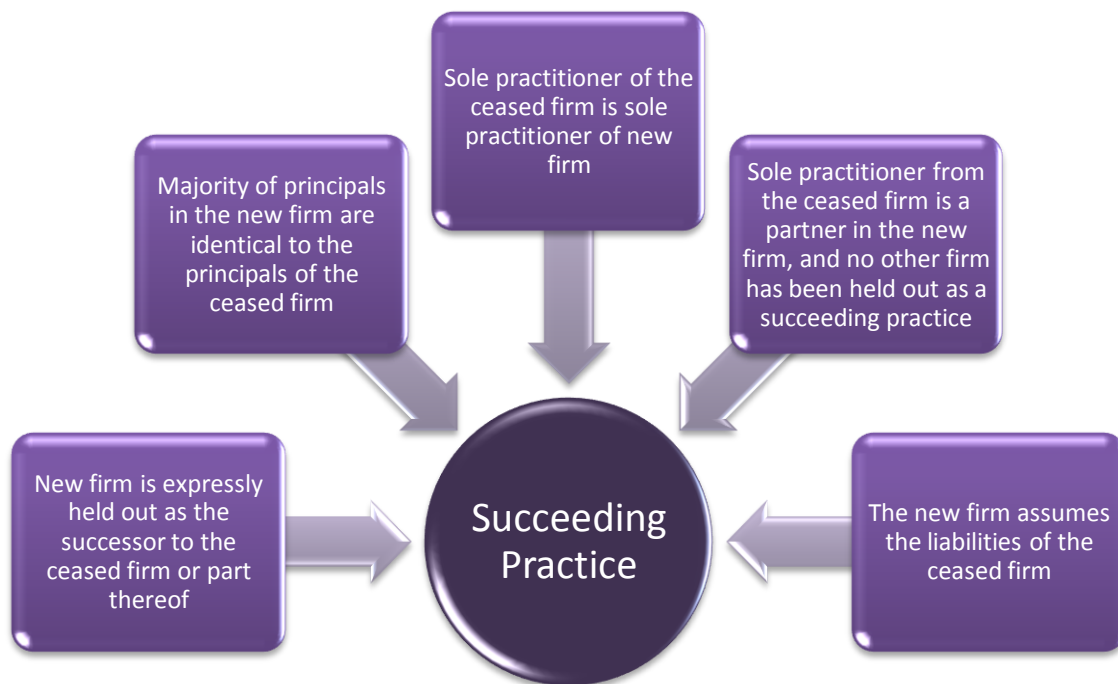 New firm is expressly
held out as the
successor to the
ceased firm or part
thereof
Majority of principals
in the new firm are
identical to the
principals of the
ceased firm
Sole practitioner of the
ceased firm is sole
practitioner of new
firm
Sole practitioner from
the ceased firm is a
partner in the new
firm, and no other firm
has been held out as a
succeeding practice
The new firm assumes
the liabilities of the
ceased firm
Succeeding
Practice